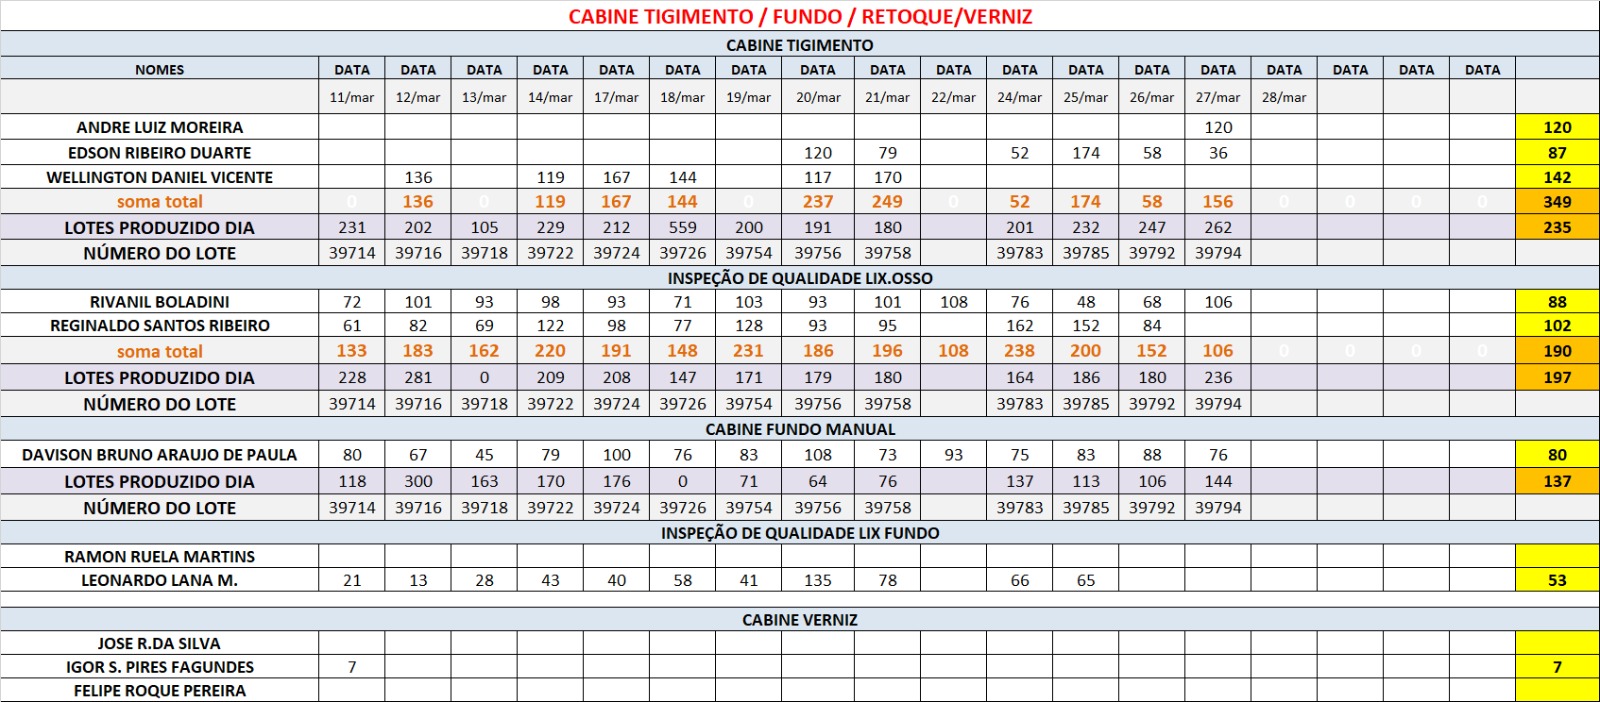 CABINE TIGIMENTO / FUNDO / RETOQUE/VERNIZ
CABINE TIGIMENTO
NOMES DATA DATA DATA DATA DATA DATA DATA DATA DATA DATA DATA DATA DATA DATA DATA DATA DATA DATA
11/mar 12/mar 13/mar 14/mar 17/mar 18/mar 19/mar 20/mar 21/mar 22/mar 24/mar 25/mar 26/mar 27/mar 28/mar
ANDRE LUIZ MOREIRA 120 120
EDSON RIBEIRO DUARTE 120 79 52 174 58 36 87
WELLINGTON DANIEL VICENTE 136 119 167 144 117 170 142
soma total 0 136 0 119 167 144 0 237 249 0 52 174 58 156 0 0 0 0 349
LOTES PRODUZIDO DIA 231 202 105 229 212 559 200 191 180 201 232 247 262 235
NÚMERO DO LOTE 39714 39716 39718 39722 39724 39726 39754 39756 39758 39783 39785 39792 39794
INSPEÇÃO DE QUALIDADE LIX.OSSO
RIVANIL BOLADINI 72 101 93 98 93 71 103 93 101 108 76 48 68 106 88
REGINALDO SANTOS RIBEIRO 61 82 69 122 98 77 128 93 95 162 152 84 102
soma total 133 183 162 220 191 148 231 186 196 108 238 200 152 106 0 0 0 0 190
LOTES PRODUZIDO DIA 228 281 0 209 208 147 171 179 180 164 186 180 236 197
NÚMERO DO LOTE 39714 39716 39718 39722 39724 39726 39754 39756 39758 39783 39785 39792 39794
CABINE FUNDO MANUAL
DAVISON BRUNO ARAUJO DE PAULA 80 67 45 79 100 76 83 108 73 93 75 83 88 76 80
LOTES PRODUZIDO DIA 118 300 163 170 176 0 71 64 76 137 113 106 144 137
NÚMERO DO LOTE 39714 39716 39718 39722 39724 39726 39754 39756 39758 39783 39785 39792 39794
INSPEÇÃO DE QUALIDADE LIX FUNDO
RAMON RUELA MARTINS
LEONARDO LANA M. 21 13 28 43 40 58 41 135 78 66 65 53
CABINE VERNIZ
JOSE R.DA SILVA
IGOR S. PIRES FAGUNDES 7 7
FELIPE ROQUE PEREIRA